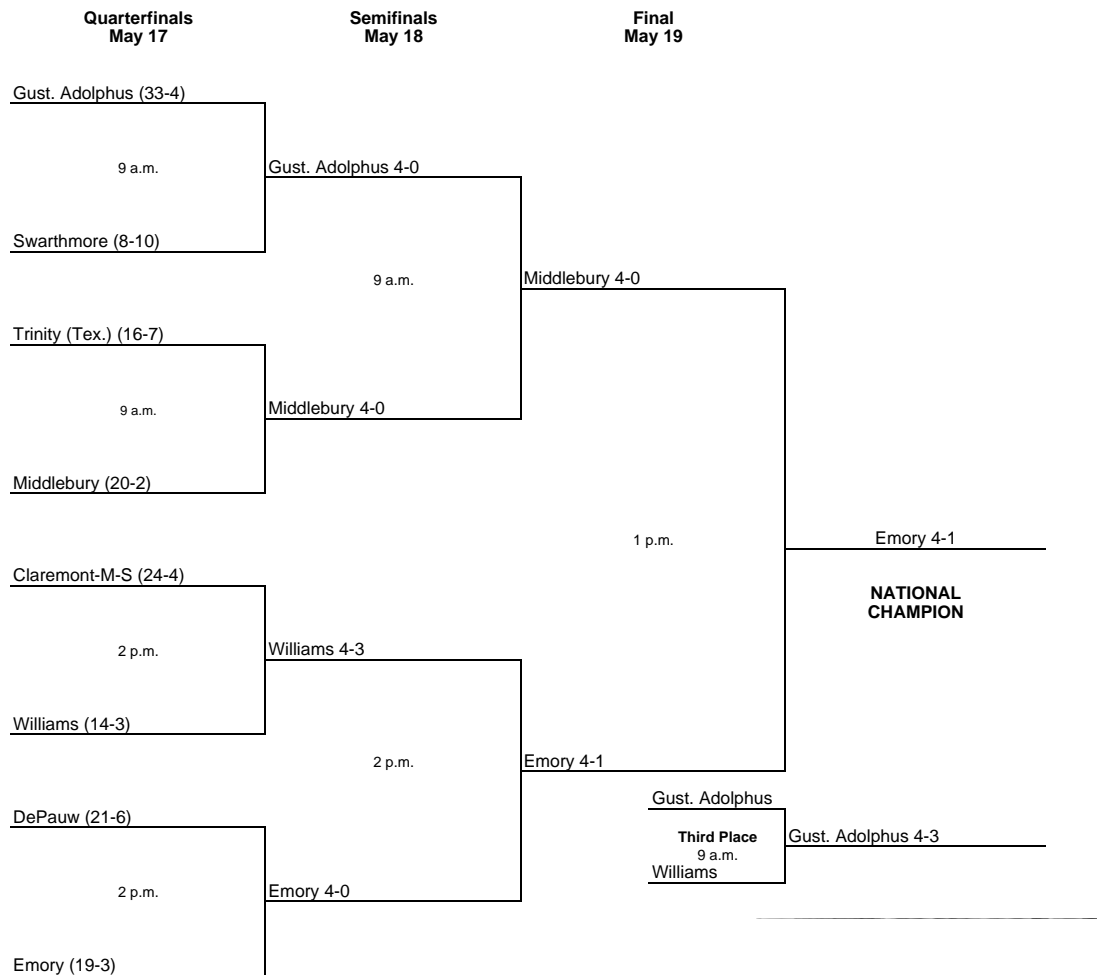 Quarterfinals
May 17
Semifinals
May 18
Final
May 19
Gust. Adolphus (33-4)
9 a.m.
Gust. Adolphus 4-0
Swarthmore (8-10)
9 a.m.
Middlebury 4-0
Trinity (Tex.) (16-7)
9 a.m.
Middlebury 4-0
Middlebury (20-2)
1 p.m.
Emory 4-1
NATIONAL
CHAMPION
Claremont-M-S (24-4)
2 p.m.
Williams 4-3
Williams (14-3)
2 p.m.
Emory 4-1
DePauw (21-6)
2 p.m.
Emory 4-0
Emory (19-3)
Gust. Adolphus
Third Place
9 a.m.
Gust. Adolphus 4-3
Williams